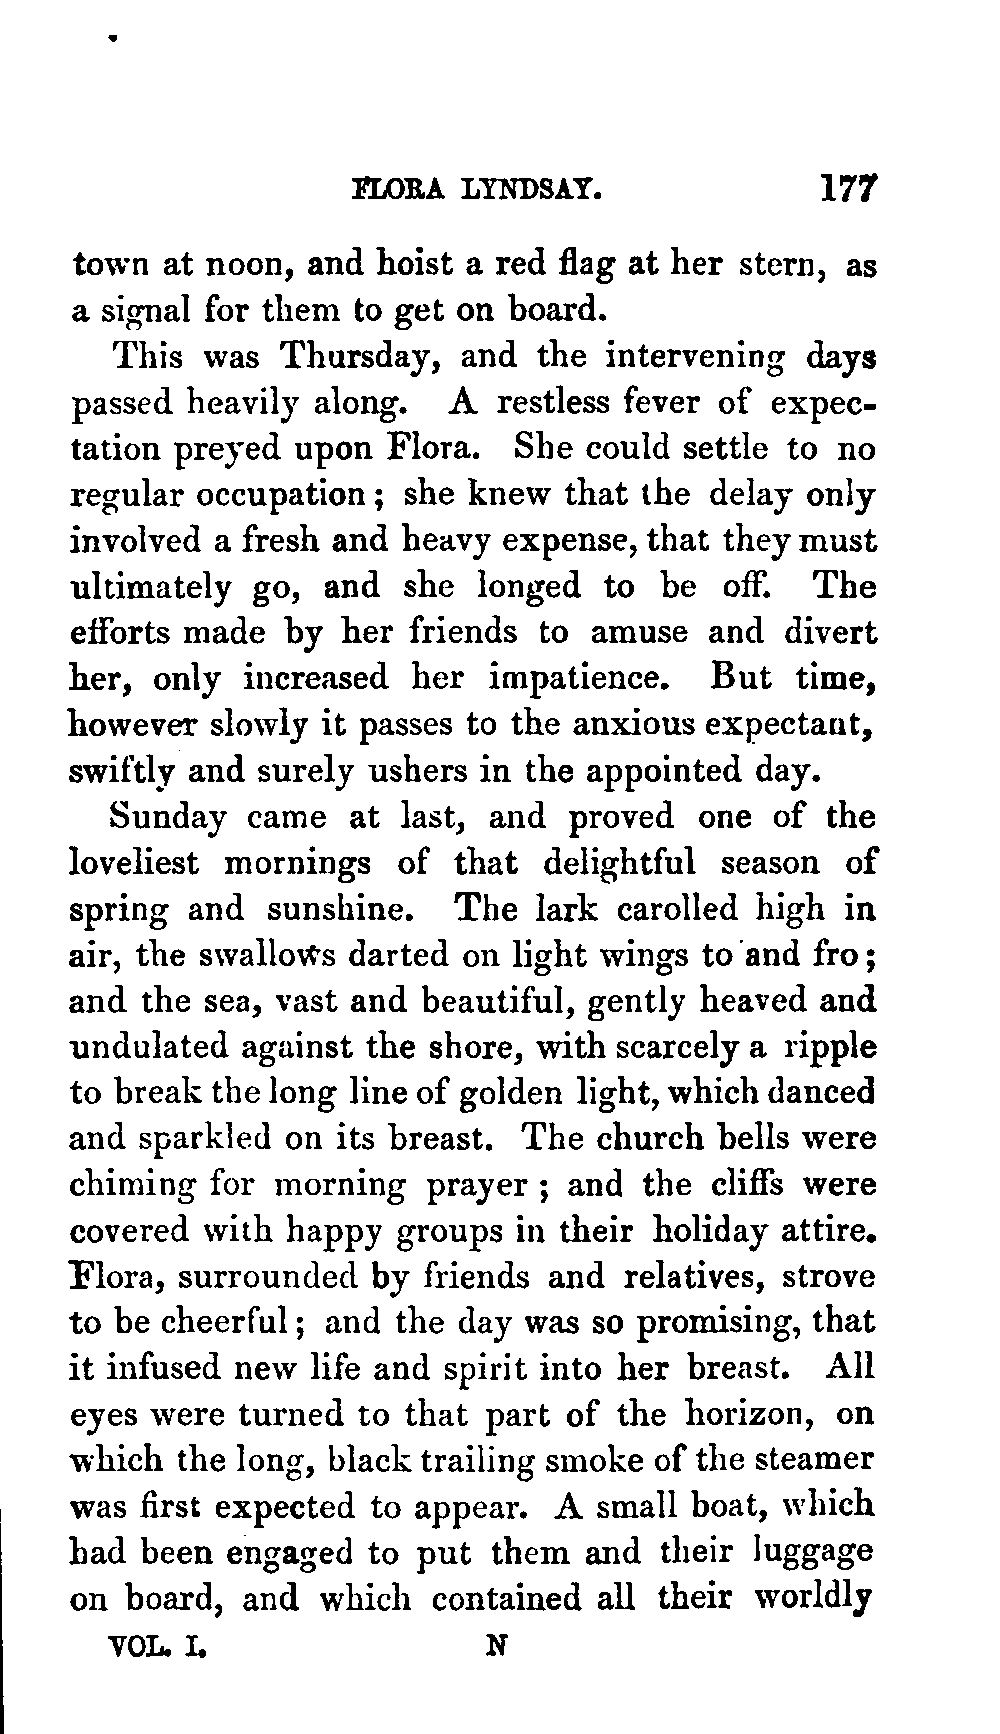 FLORA LYNDSAY. 177
town at noon, and hoist a red flag at her stern, as
a signal for them to get on board.
This was Thursday, and the intervening days
passed heavily along. A restless fever of expec-
tation preyed upon Flora. She could settle to no
regular occupation; she knew that the delay only
involved a fresh and heavy expense, that they must
ultimately go, and she longed to be off. The
efforts made by her friends to amuse and divert
her, only increased her impatience. But time,
however slowly it passes to the anxious expectant,
swiftly and surely ushers in the appointed day.
Sunday came at last, and proved one of the
loveliest mornings of that delightful season of
spring and sunshine. The lark carolled high in
air, the swallows darted on light wings to and fro;
and the sea, vast and beautiful, gently heaved and
undulated against the shore, with scarcely a ripple
to break the long line of golden light, which danced
and sparkled on its breast. The church bells were
chiming for morning prayer; and the cliffs were
covered with happy groups in their holiday attire.
Flora, surrounded by friends and relatives, strove
to be cheerful; and the day was so promising, that
it infused new life and spirit into her breast. All
eyes were turned to that part of the horizon, on
which the long, black trailing smoke of the steamer
was first expected to appear. A small boat, which
had been engaged to put them and their luggage
on board, and which contained all their worldly
VOL. I. N